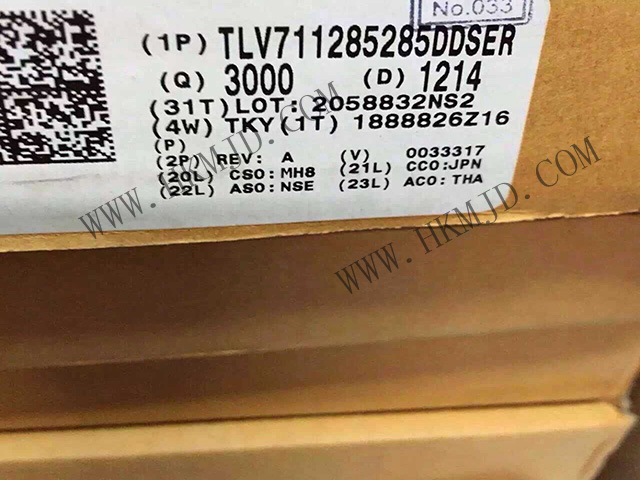 No.033
(1P) TLV711285285DDSER
(Q) 3000 (D) 1214
(31T) LOT: 2058832NS2
(4W) TKY (1T) 1888826Z16
(P)
(2P) REV: A (V) 0033317
(20L) CSO: MH8 (21L) CCO:JPN
(22L) ASO: NSE (23L) ACO: THA
WWW.HKMJD.COM
WWW.HKMJD.COM